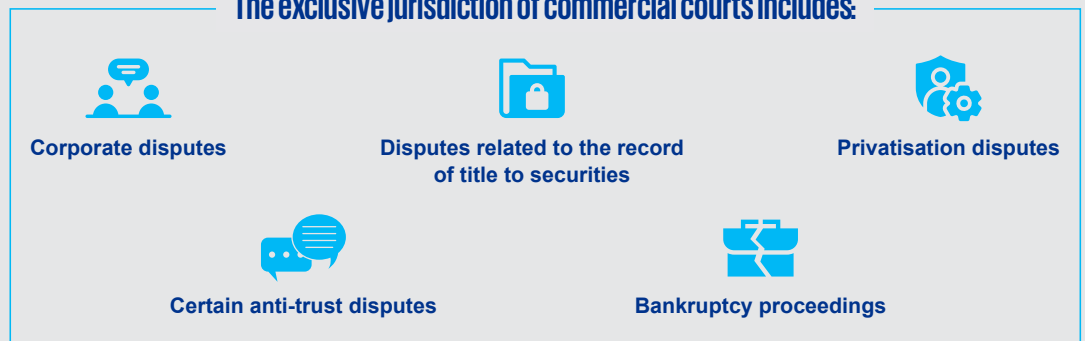 The exclusive jurisdiction of commercial courts includes:
Corporate disputes
Disputes related to the record
of title to securities
Privatisation disputes
Certain anti-trust disputes
Bankruptcy proceedings